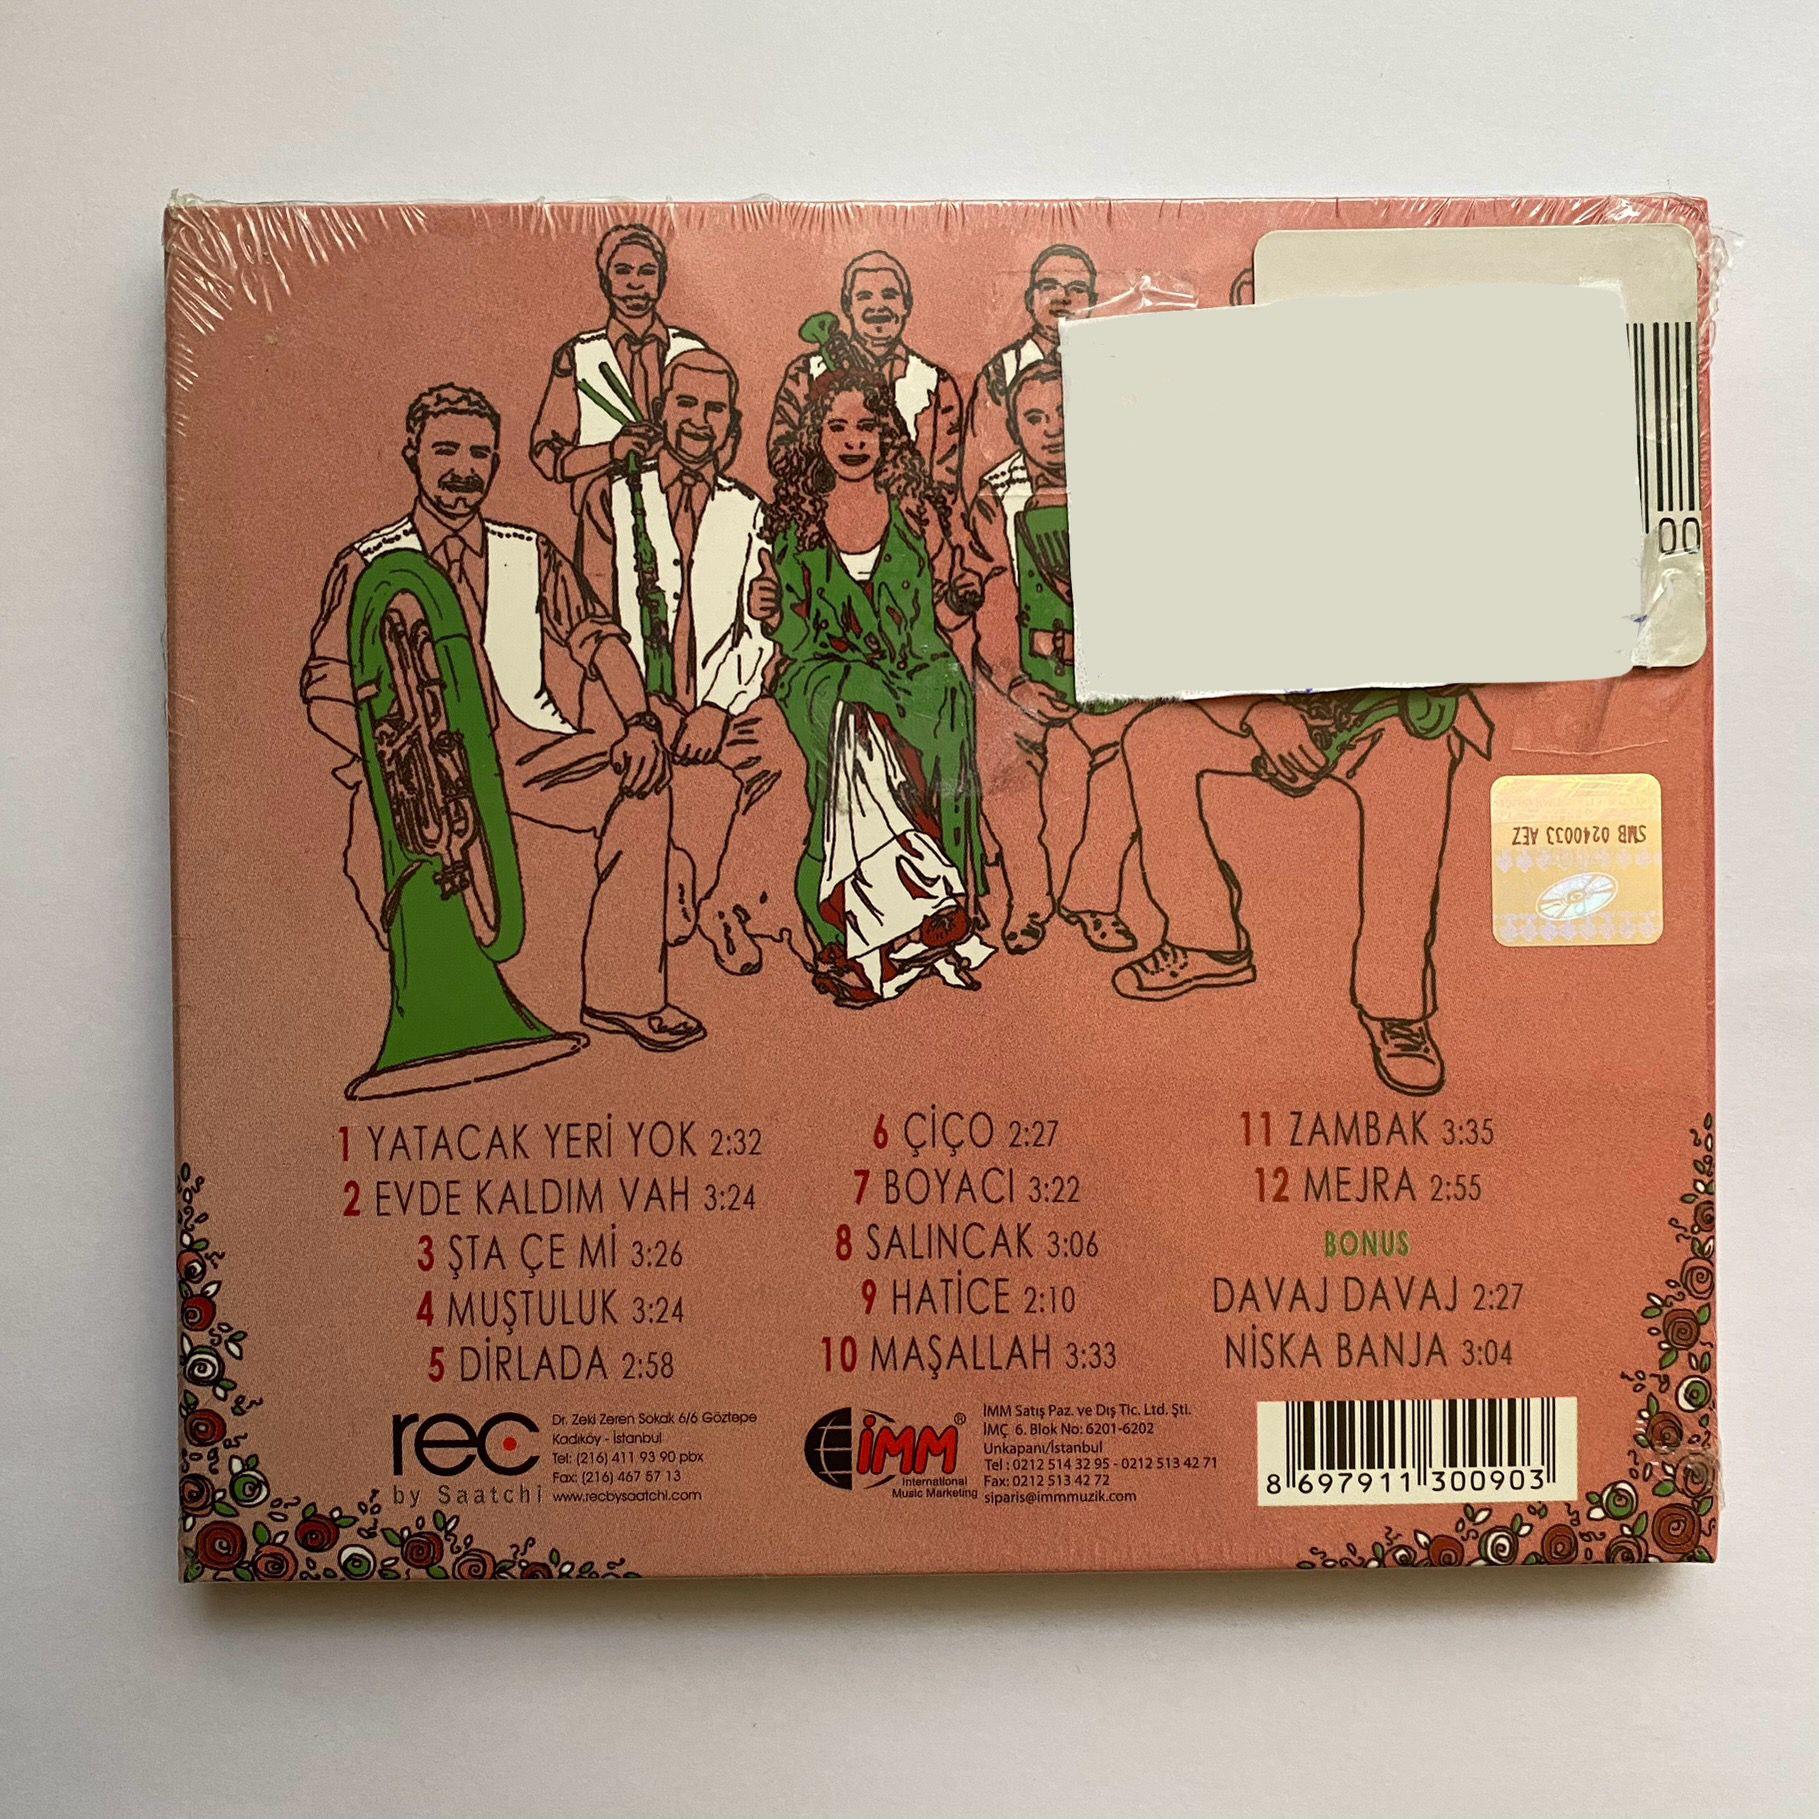 00
SMB 0240033 AEZ
1 YATACAK YERİ YOK 2:32
2 EVDE KALDIM VAH 3:24
3 ŞTA ÇE Mİ 3:26
4 MUŞTULUK 3:24
5 DİRLADA 2:58
6 ÇİÇO 2:27
7 BOYACI 3:22
8 SALINCAK 3:06
9 HATİCE 2:10
10 MAŞALLAH 3:33
11 ZAMBAK 3:35
12 MEJRA 2:55
BONUS
DAVAJ DAVAJ 2:27
NİSKA BANJA 3:04
rec
by Saatchi
Dr. Zeki Zeren Sokak 6/6 Göztepe
Kadıköy - İstanbul
Tel: (216) 411 93 90 pbx
Fax: (216) 467 57 13
www.recbysaatchi.com
İMM ®
International
Music Marketing
İMM Satış Paz. ve Dış Tic. Ltd. Şti.
İMÇ 6. Blok No: 6201-6202
Unkapanı/İstanbul
Tel : 0212 514 32 95 - 0212 513 42 71
Fax: 0212 513 42 72
siparis@immmuzik.com
8 697911 300903